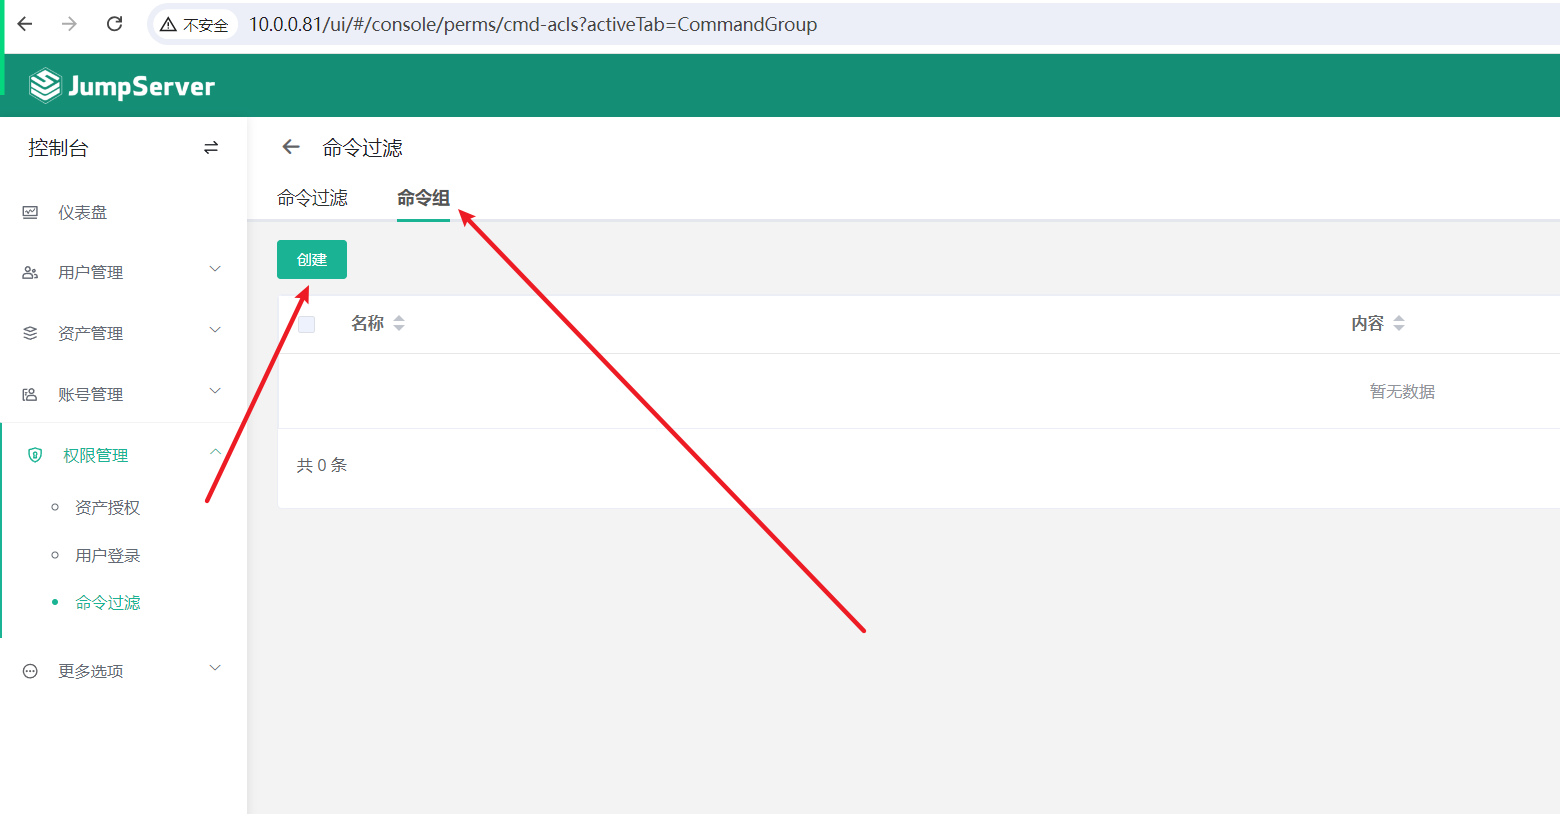 不安全 10.0.0.81/ui/#/console/perms/cmd-acls?activeTab=CommandGroup
JumpServer
控制台
仪表盘
用户管理
资产管理
账号管理
权限管理
资产授权
用户登录
命令过滤
更多选项
命令过滤
命令过滤 命令组
创建
名称 内容
暂无数据
共 0 条